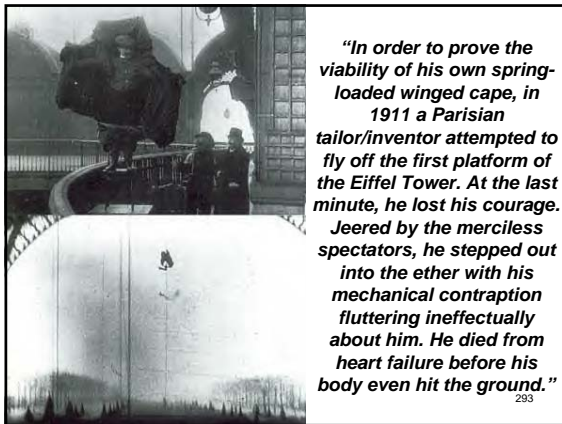 “In order to prove the
viability of his own spring-
loaded winged cape, in
1911 a Parisian
tailor/inventor attempted to
fly off the first platform of
the Eiffel Tower. At the last
minute, he lost his courage.
Jeered by the merciless
spectators, he stepped out
into the ether with his
mechanical contraption
fluttering ineffectually
about him. He died from
heart failure before his
body even hit the ground.”
293